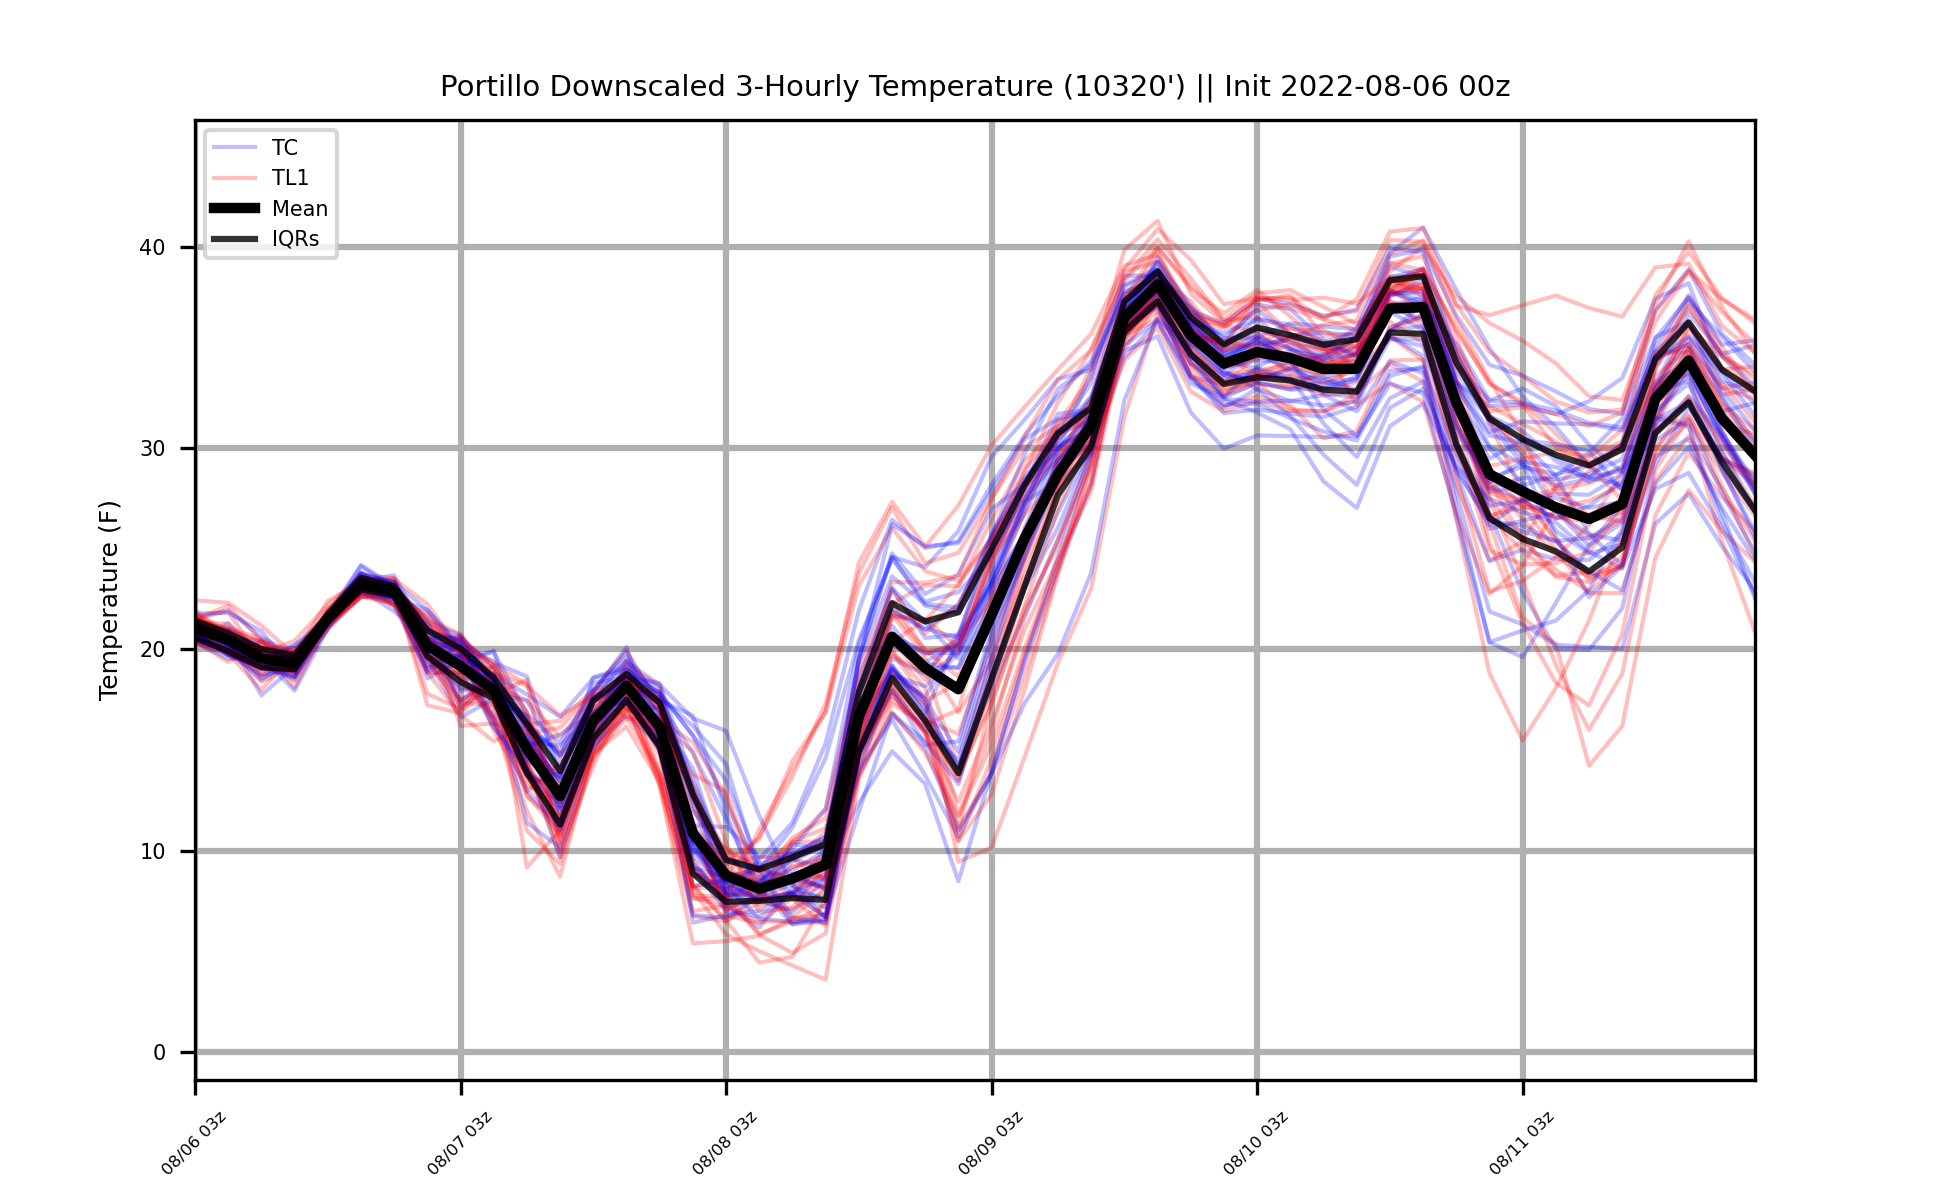 Portillo Downscaled 3-Hourly Temperature (10320') || Init 2022-08-06 00z
TC
TL1
Mean
IQRs
Temperature (F)
40
30
20
10
0
08/06 03z
08/07 03z
08/08 03z
08/09 03z
08/10 03z
08/11 03z